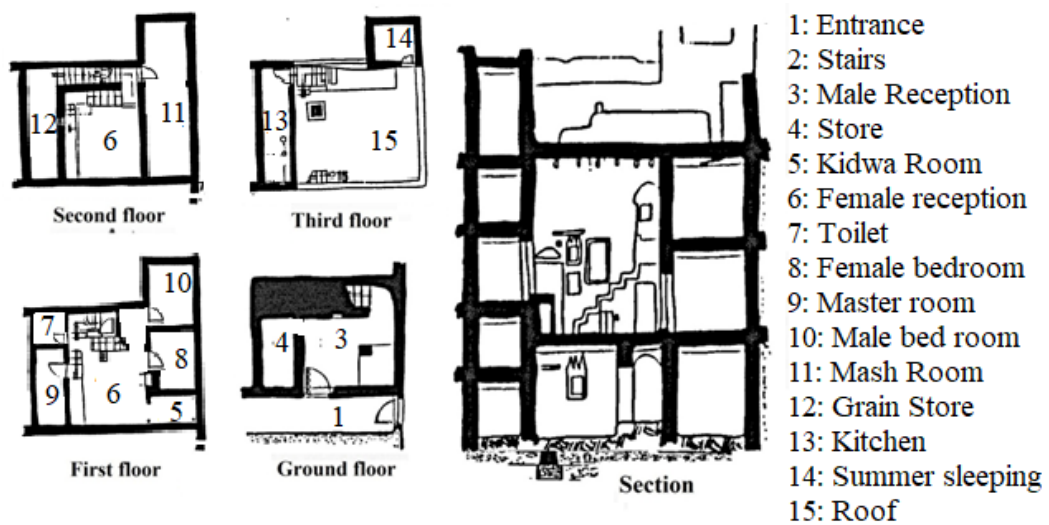 14
12
6
11
13
15
Second floor
Third floor
10
7
8
9
6
5
4
3
1
First floor
Ground floor
Section
1: Entrance
2: Stairs
3: Male Reception
4: Store
5: Kidwa Room
6: Female reception
7: Toilet
8: Female bedroom
9: Master room
10: Male bed room
11: Mash Room
12: Grain Store
13: Kitchen
14: Summer sleeping
15: Roof